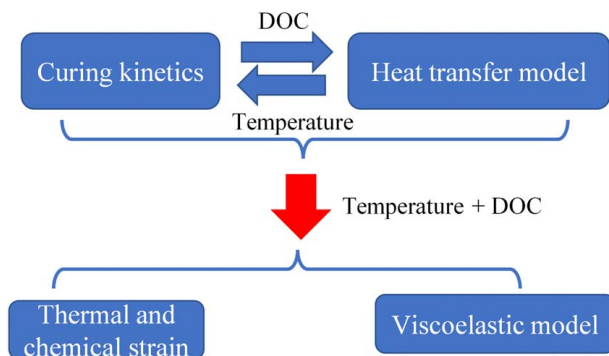 DOC
Curing kinetics
Heat transfer model
Temperature
Temperature + DOC
Thermal and
chemical strain
Viscoelastic model